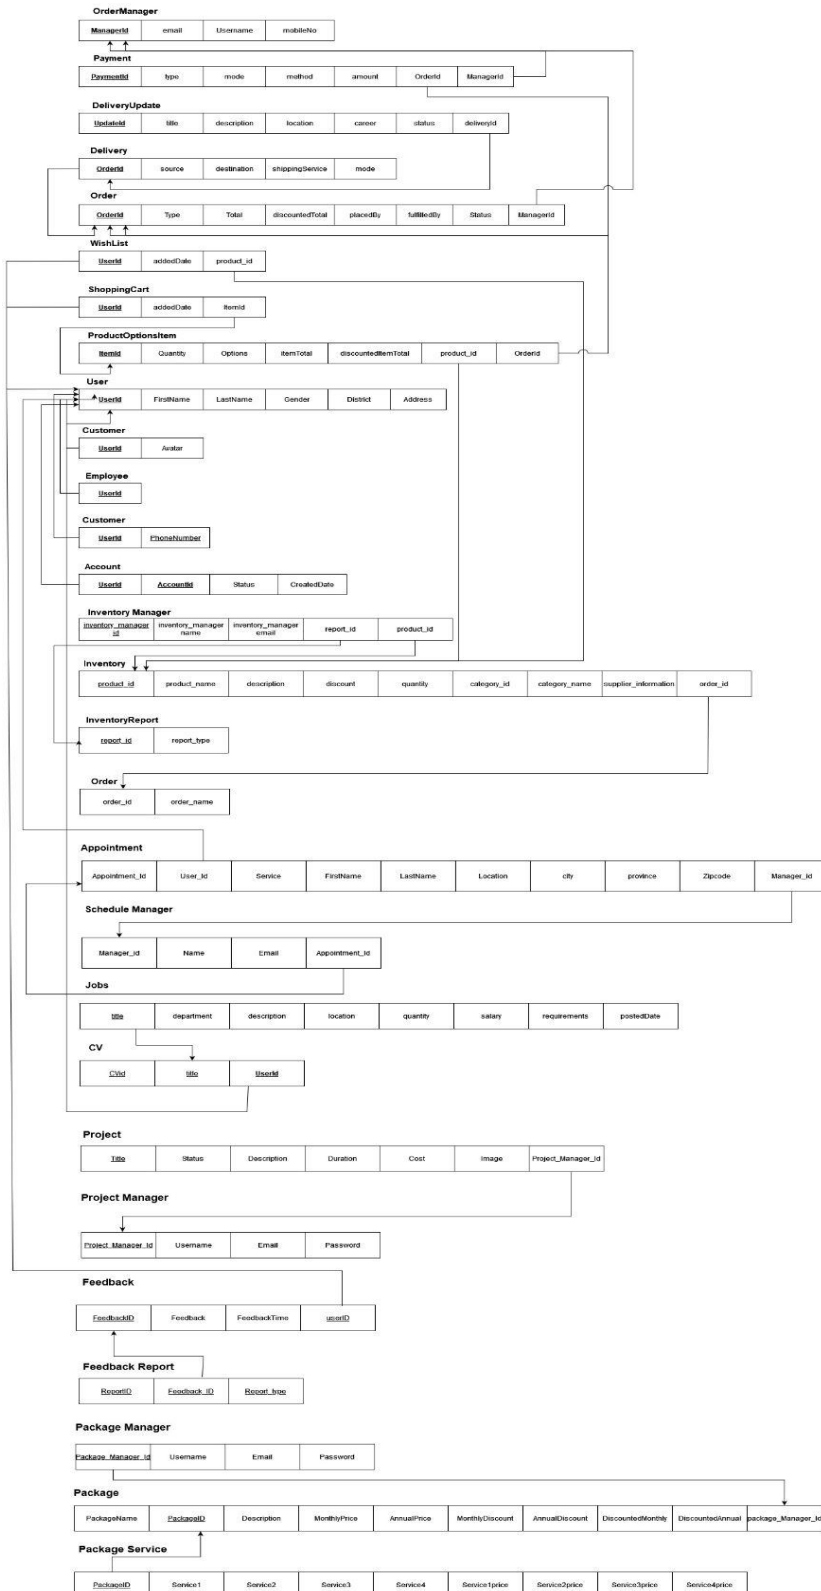 OrderManager
ManagerId email Username mobileNo
Payment
PaymentId type mode method amount OrderId ManagerId
DeliveryUpdate
UpdateId title description location career status deliveryId
Delivery
OrderId source destination shippingService mode
Order
OrderId Type Total discountedTotal placedBy fulfilledBy Status ManagerId
WishList
UserId addedDate product_id
ShoppingCart
UserId addedDate ItemId
ProductOptionsItem
ItemId Quantity Options itemTotal discountedItemTotal product_id OrderId
User
UserId FirstName LastName Gender District Address
Customer
UserId Avatar
Employee
UserId
Customer
UserId PhoneNumber
Account
UserId AccountId Status CreatedDate
Inventory Manager
inventory_manager inventory_manager inventory_manager report_id product_id
id name email
Inventory
product_id product_name description discount quantity category_id category_name supplier_information order_id
InventoryReport
report_id report_type
Order
order_id order_name
Appointment
Appointment_Id User_Id Service FirstName LastName Location city province Zipcode Manager_id
Schedule Manager
Manager_id Name Email Appointment_Id
Jobs
title department description location quantity salary requirements postedDate
CV
CVid title UserId
Project
Title Status Description Duration Cost Image Project_Manager_Id
Project Manager
Project_Manager_Id Username Email Password
Feedback
FeedbackID Feedback FeedbackTime userID
Feedback Report
ReportID Feedback_ID Report_type
Package Manager
Package_Manager_Id Username Email Password
Package
PackageName PackageID Description MonthlyPrice AnnualPrice MonthlyDiscount AnnualDiscount DiscountedMonthly DiscountedAnnual package_Manager_Id
Package Service
PackageID Service1 Service2 Service3 Service4 Service1price Service2price Service3price Service4price